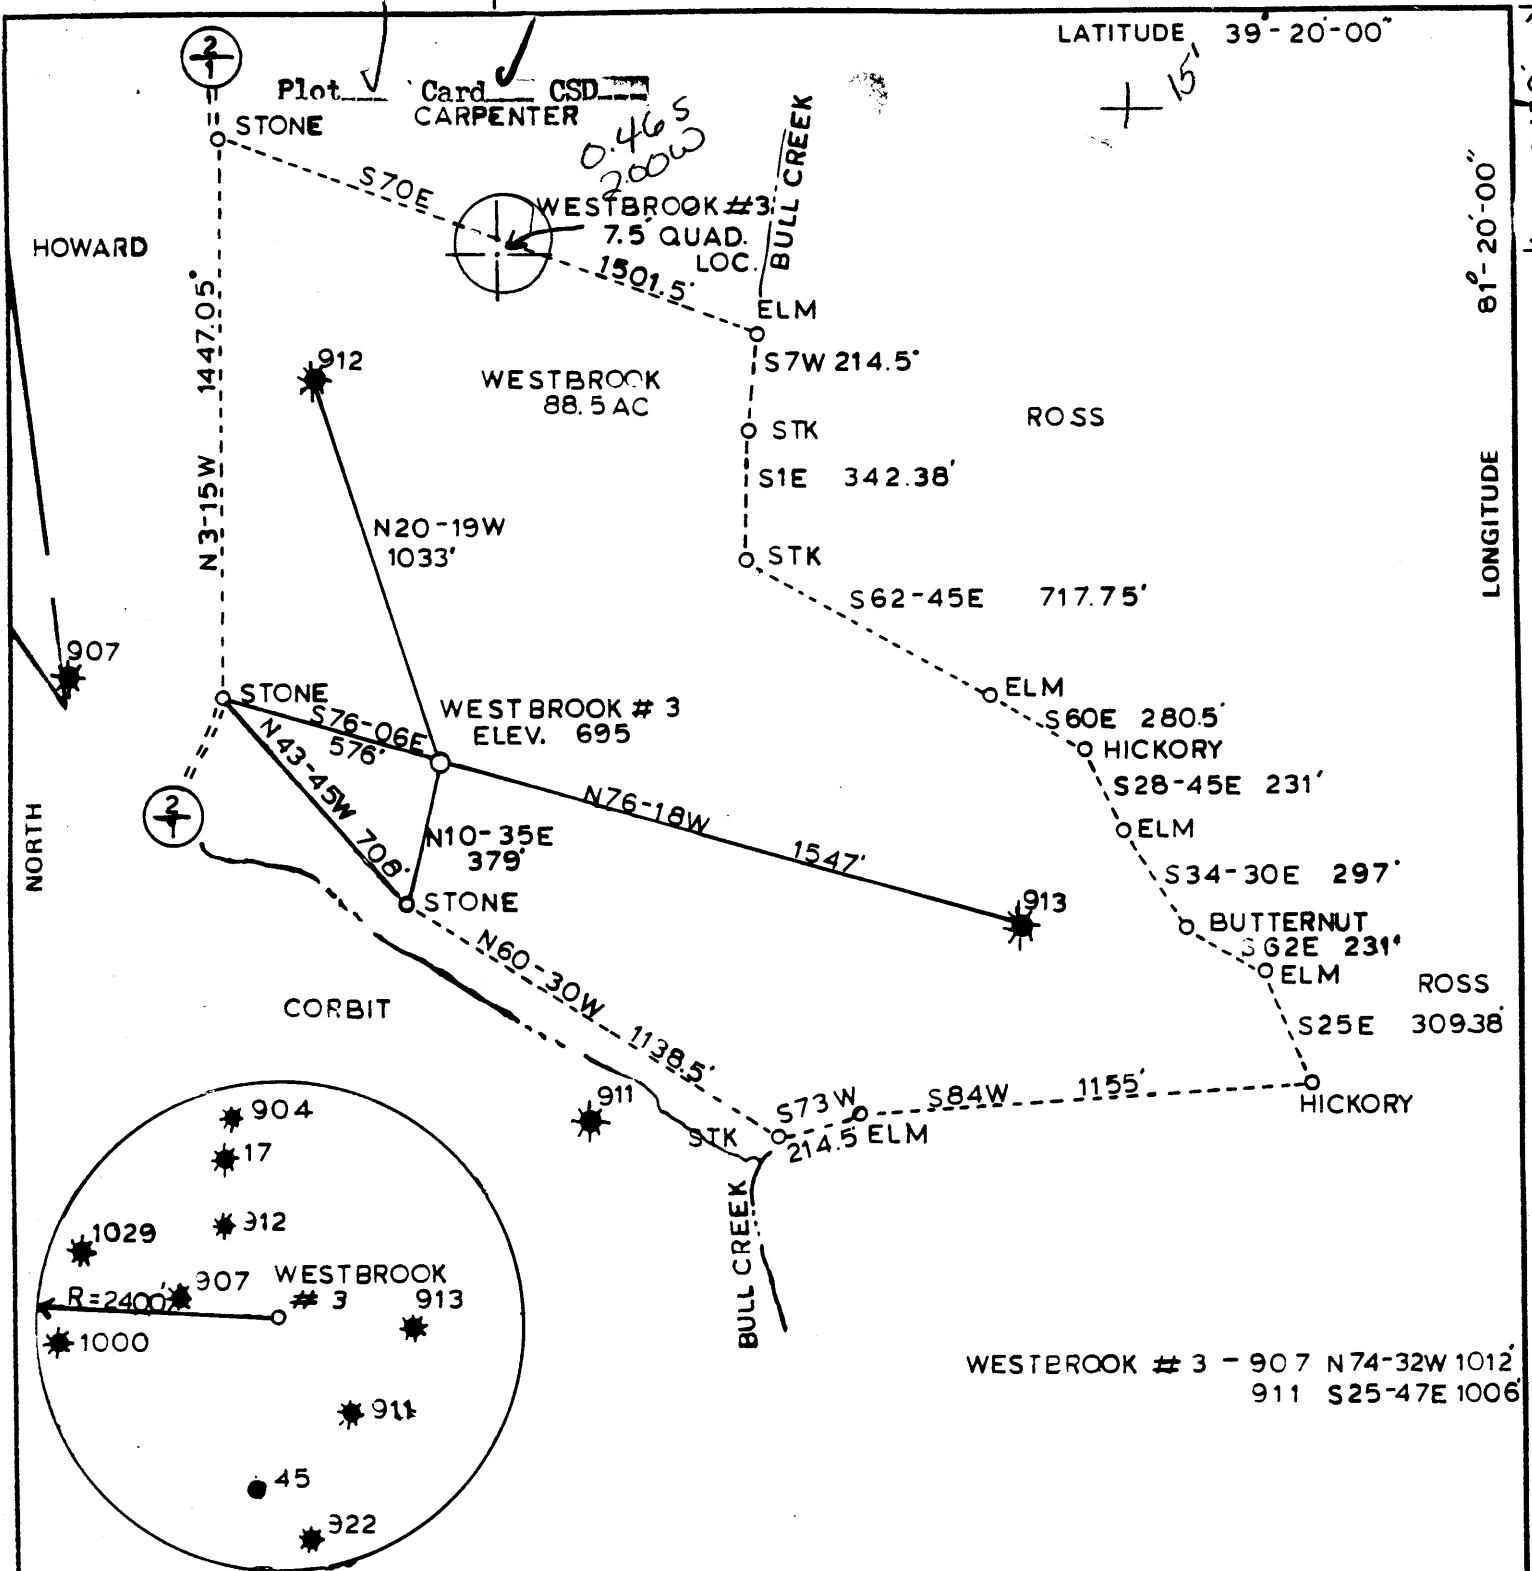 LATITUDE 39°-20'-00"
15'
2
1
Plot Card CSD
CARPENTER
STONE
0.46 S
2.00 W
S70E
BULL CREEK
WESTBROOK #3
7.5' QUAD.
LOC.
1501.5'
HOWARD
81°-20'-00"
LONGITUDE
ELM
S7W 214.5'
N3-15W 1447.05'
912
WESTBROOK
88.5 AC
STK
ROSS
S1E 342.38'
N20-19W
1033'
STK
S62-45E 717.75'
907
STONE
ELM
S76-06E
576'
WESTBROOK # 3
ELEV. 695
S60E 280.5'
HICKORY
N43-45W 708'
S28-45E 231'
2
N76-18W 1547'
ELM
N10-35E
379'
NORTH
S34-30E 297'
STONE
913
BUTTERNUT
S62E 231'
ELM
N60-30W 1138.5'
ROSS
CORBIT
S25E 309.38'
911
S73W
214.5
S84W 1155'
HICKORY
STK
ELM
BULL CREEK
904
17
912
1029
907
WESTBROOK
# 3
R=2400'
913
1000
911
45
922
WESTBROOK # 3 - 907 N74-32W 1012'
911 S25-47E 1006'